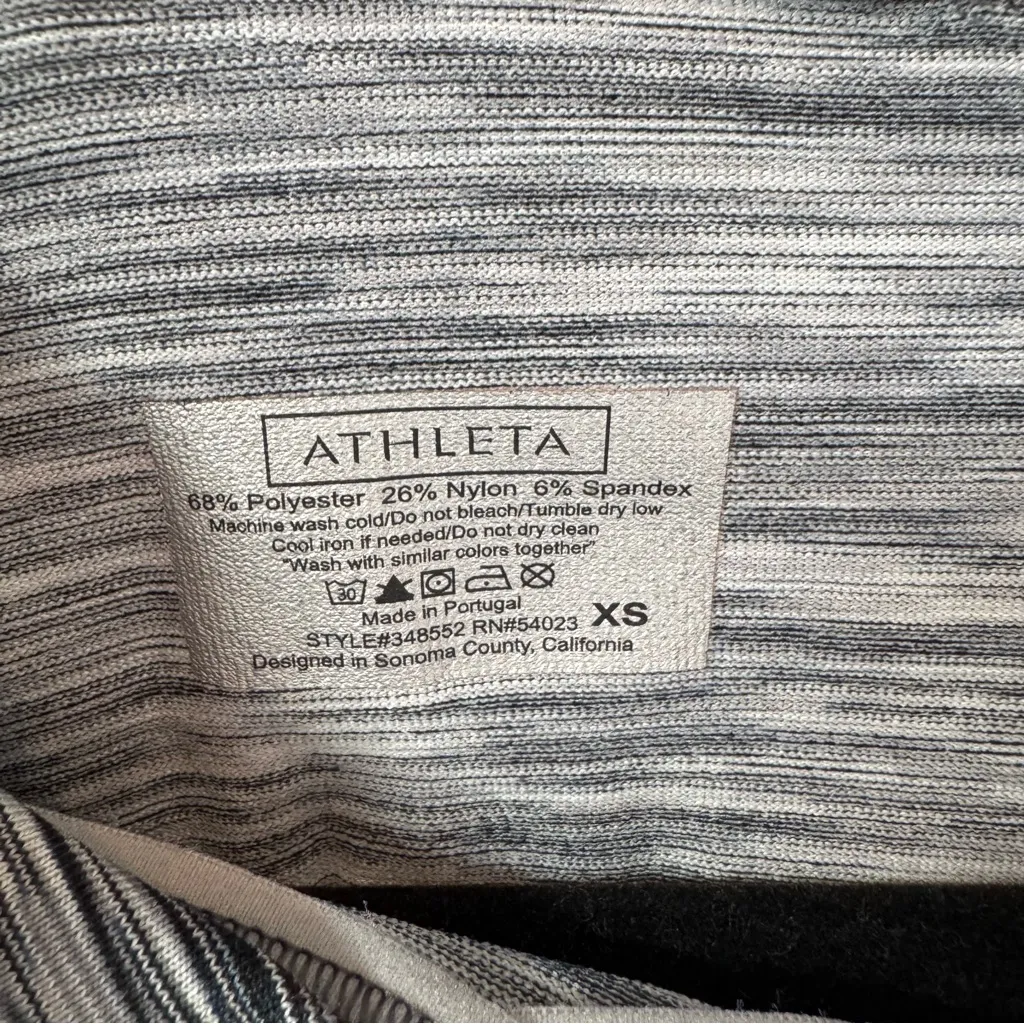 ATHLETA
68% Polyester 26% Nylon 6% Spandex
Machine wash cold/Do not bleach/Tumble dry low
Cool iron if needed/Do not dry clean
"Wash with similar colors together"
30
Made in Portugal
STYLE#348552 RN#54023 XS
Designed in Sonoma County, California